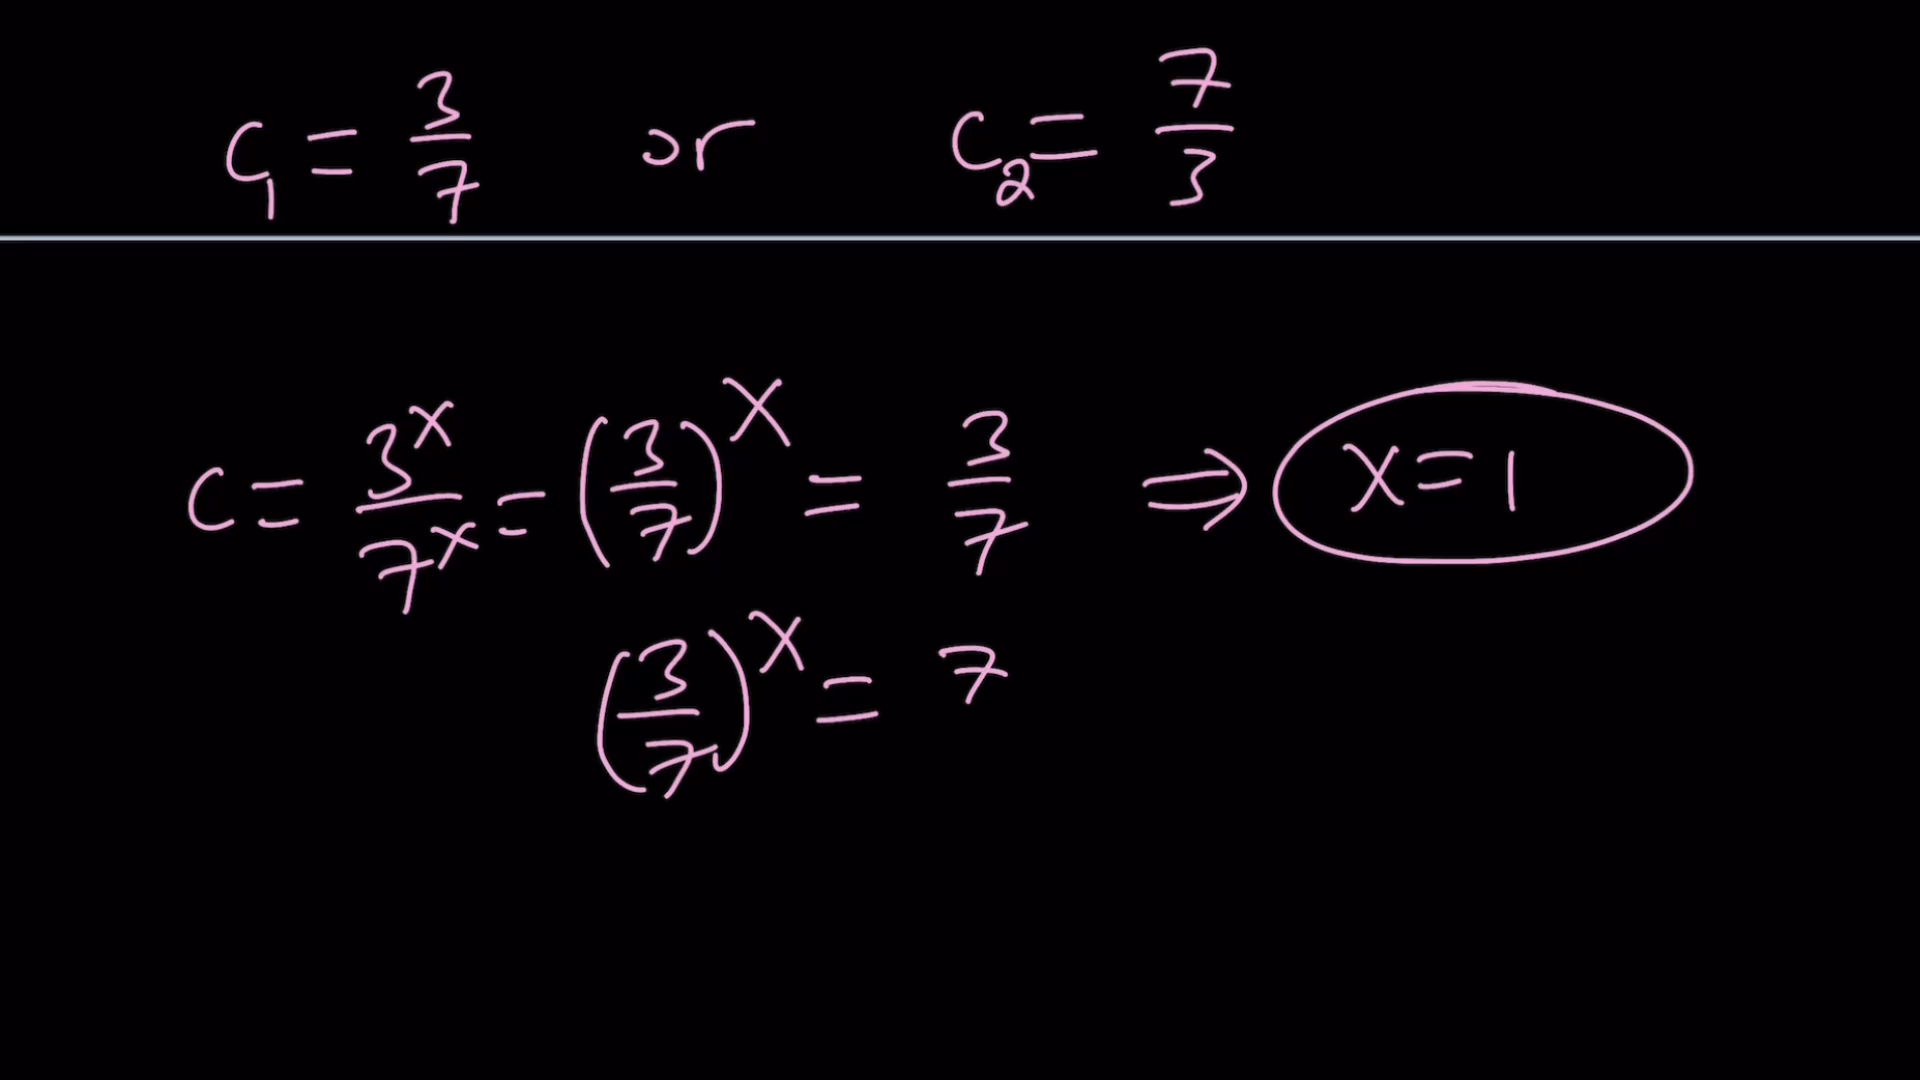 c₁ = 3/7 or c₂ = 7/3
c = 3^x/7^x = (3/7)^x = 3/7 ⇒ x = 1
(3/7)^x = 7